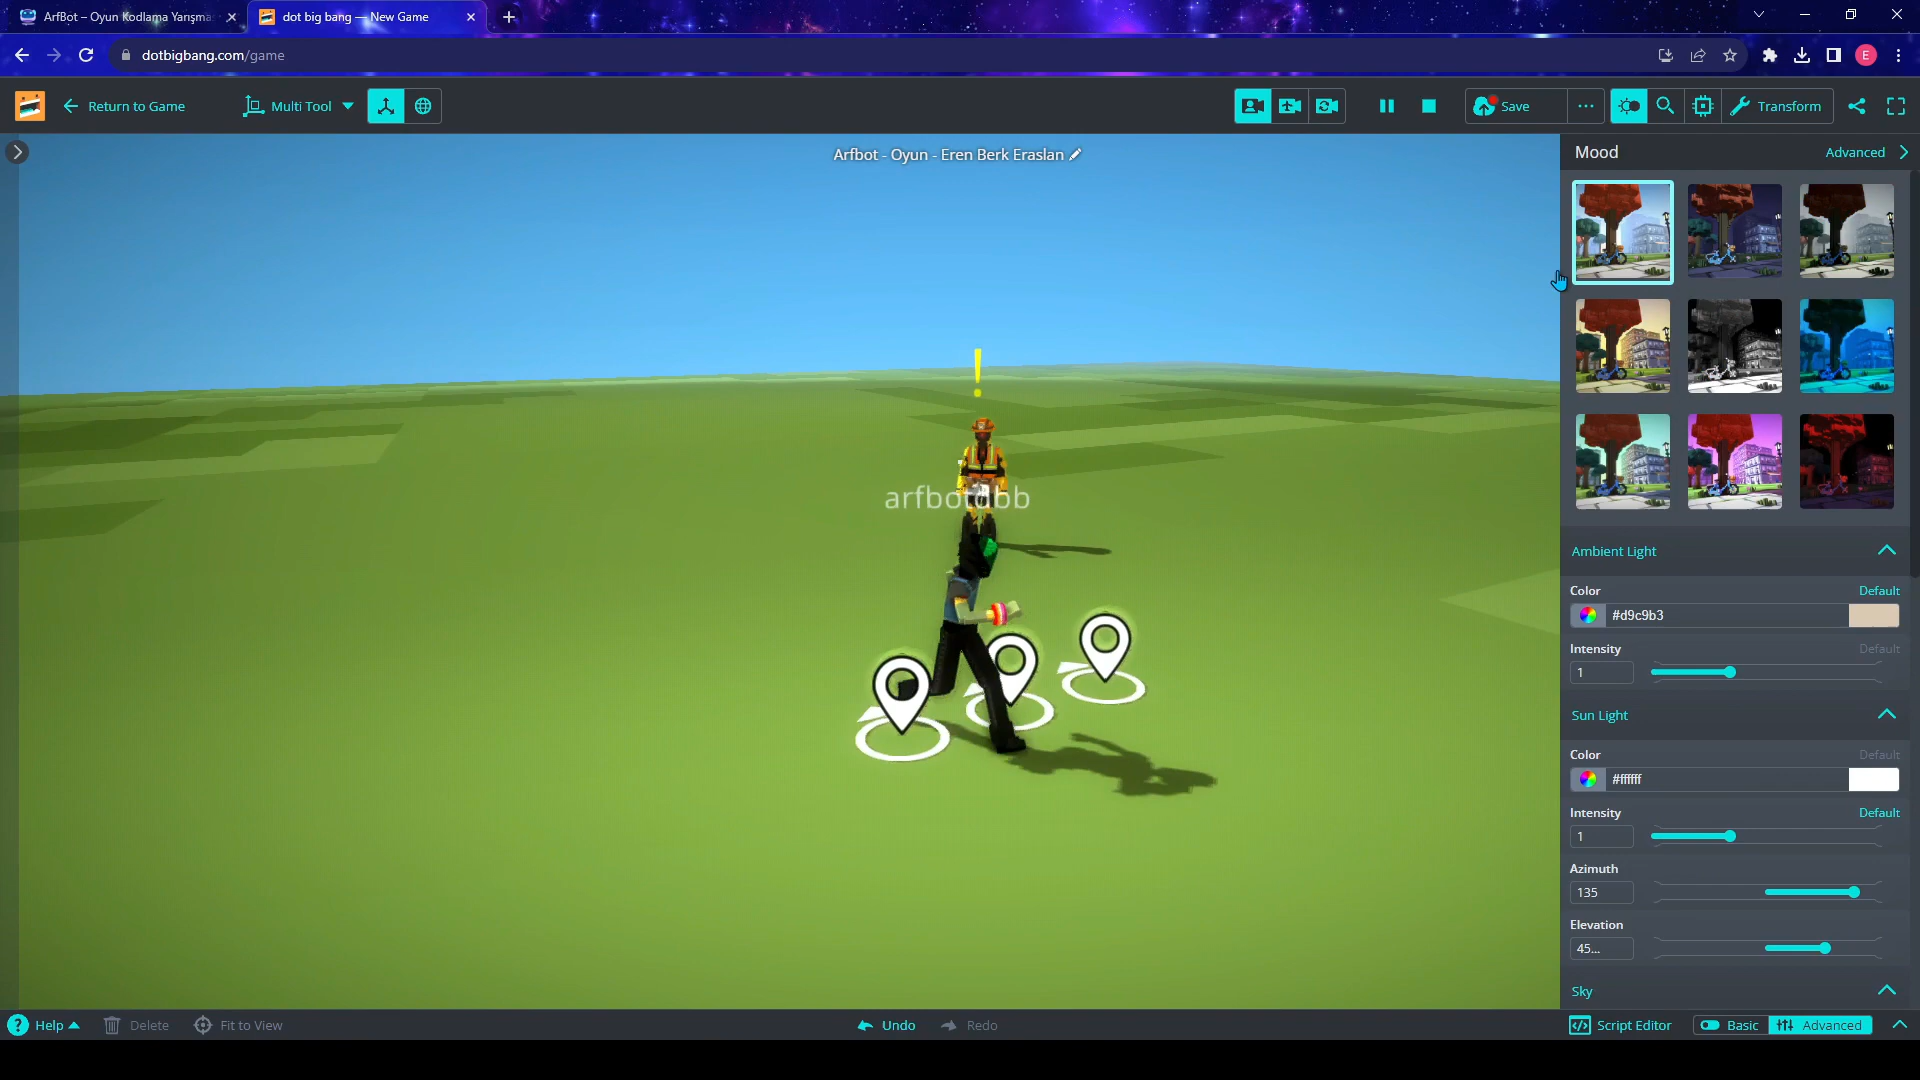 ArfBot – Oyun Kodlama Yarışma
dot big bang — New Game
dotbigbang.com/game
E
Return to Game
Multi Tool
Save
Transform
Arfbot - Oyun - Eren Berk Eraslan
Mood
Advanced
arfbotdbb
Ambient Light
Color
Default
#d9c9b3
Intensity
Default
1
Sun Light
Color
Default
#ffffff
Intensity
Default
1
Azimuth
135
Elevation
45...
Sky
? Help
Delete
Fit to View
Undo
Redo
Script Editor
Basic
Advanced